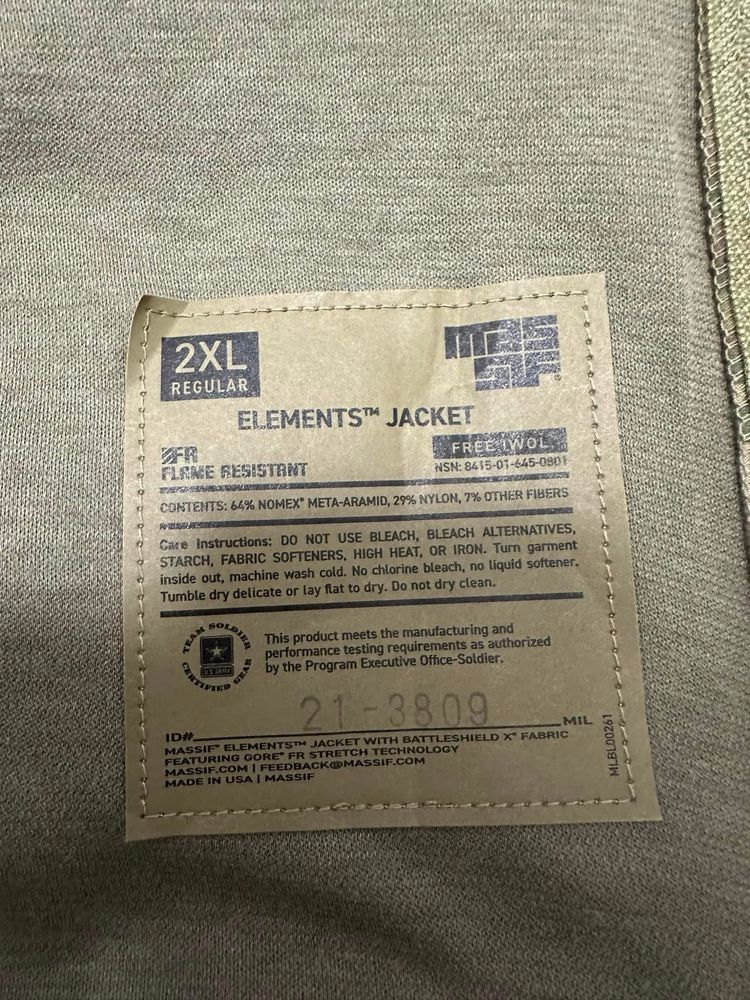 2XL
REGULAR
MASSIF®
ELEMENTS™ JACKET
FR
FLAME RESISTANT
FREE IWOL
NSN: 8415-01-645-0801
CONTENTS: 64% NOMEX® META-ARAMID, 29% NYLON, 7% OTHER FIBERS
Care Instructions: DO NOT USE BLEACH, BLEACH ALTERNATIVES,
STARCH, FABRIC SOFTENERS, HIGH HEAT, OR IRON. Turn garment
inside out, machine wash cold. No chlorine bleach, no liquid softener.
Tumble dry delicate or lay flat to dry. Do not dry clean.
TEAM SOLDIER
U.S. ARMY
CERTIFIED GEAR
This product meets the manufacturing and
performance testing requirements as authorized
by the Program Executive Office-Soldier.
ID# 21-3809 MIL
MASSIF® ELEMENTS™ JACKET WITH BATTLESHIELD X® FABRIC
FEATURING GORE® FR STRETCH TECHNOLOGY
MASSIF.COM | FEEDBACK@MASSIF.COM
MADE IN USA | MASSIF
MLBL00261